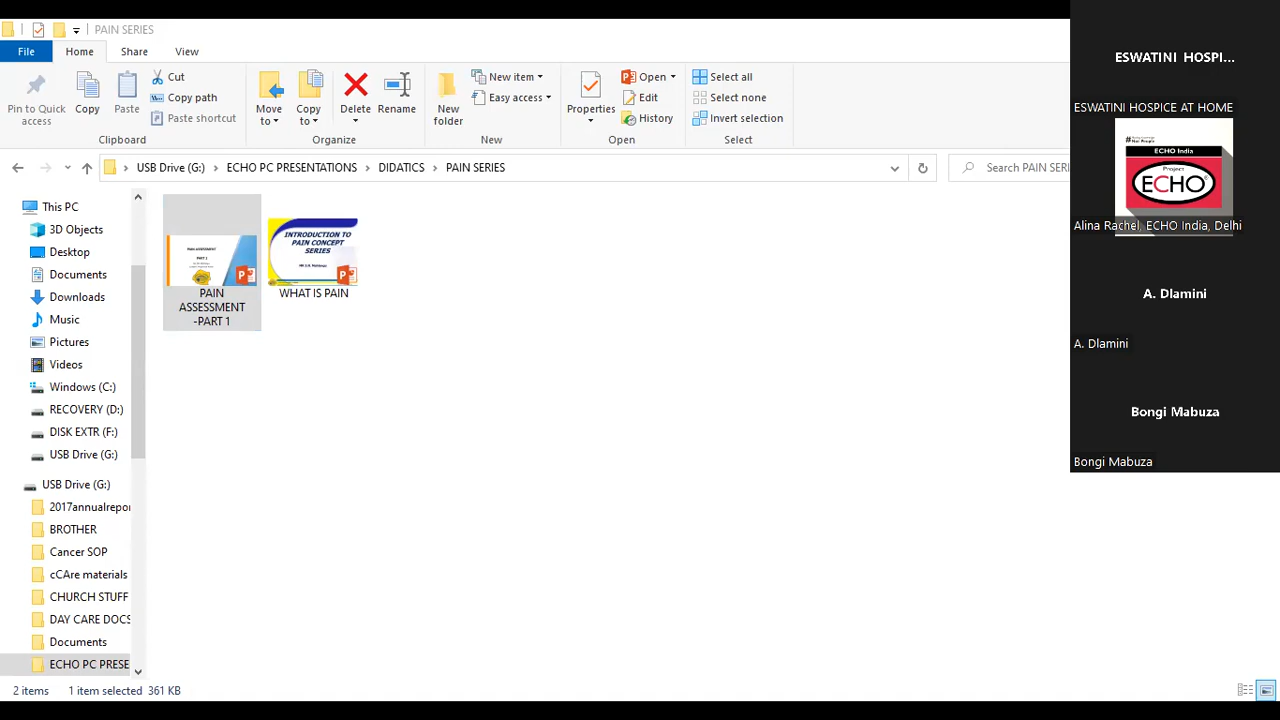 PAIN SERIES
File Home Share View
Pin to Quick access
Copy
Paste
Cut
Copy path
Paste shortcut
Clipboard
Move to
Copy to
Delete
Rename
Organize
New folder
New item
Easy access
New
Properties
Open
Edit
History
Open
Select all
Select none
Invert selection
Select
USB Drive (G:) ECHO PC PRESENTATIONS DIDATICS PAIN SERIES
Search PAIN SERI
This PC
3D Objects
Desktop
Documents
Downloads
Music
Pictures
Videos
Windows (C:)
RECOVERY (D:)
DISK EXTR (F:)
USB Drive (G:)
USB Drive (G:)
2017annualrepor
BROTHER
Cancer SOP
cCAre materials
CHURCH STUFF
DAY CARE DOCS
Documents
ECHO PC PRESE
PAIN ASSESSMENT
PART 1
P
PAIN
ASSESSMENT
-PART 1
INTRODUCTION TO
PAIN CONCEPT
SERIES
P
WHAT IS PAIN
2 items 1 item selected 361 KB
ESWATINI HOSPI...
ESWATINI HOSPICE AT HOME
ECHO India
Project
ECHO
Alina Rachel, ECHO India, Delhi
A. Dlamini
A. Dlamini
Bongi Mabuza
Bongi Mabuza